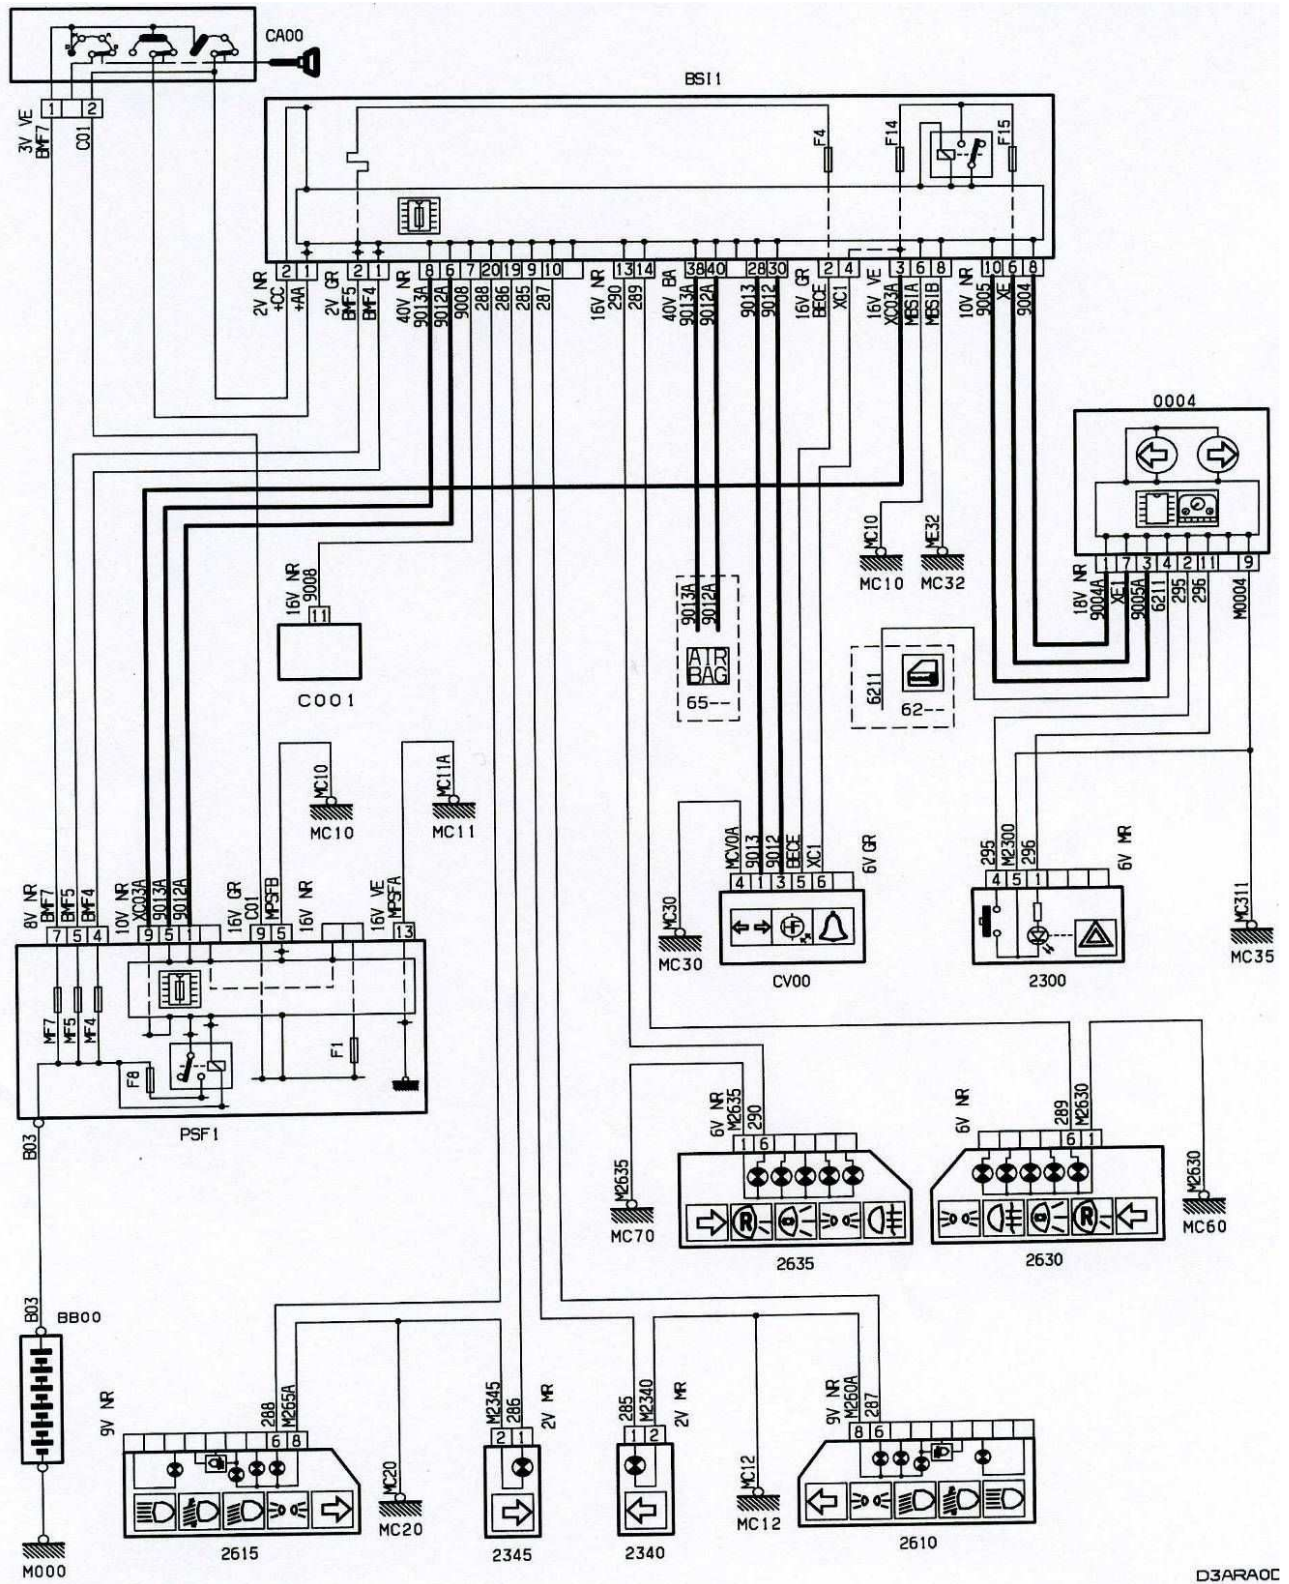 CA00
BSI1
1 2
3V VE
BMF7
C01
F4
F14
F15
2 1
2 1
8 6 7 20 19 9 10
13 14
38 40 28 30
2 4
3 6 8
10 6 8
2V NR
+CC
+AA
2V GR
BMF5
BMF4
40V NR
9013A
9012A
9008
288
286
285
287
16V NR
290
289
40V BA
9013A
9012A
9013
9012
16V GR
BECE
XC1
16V VE
XC03A
MBSIA
MBSIB
10V NR
9005
XE
9004
0004
1 7 3 4 2 11 9
18V NR
9004A
XE1
9005A
6211
295
296
M0004
MC10
ME32
MC10
MC32
16V NR
9008
11
C001
9013A
9012A
AIR
BAG
65--
6211
62--
MC10
MC10
MC11A
MC11
8V NR
BMF7
BMF5
BMF4
10V NR
XC03A
9013A
9012A
16V GR
C01
MPSFB
16V NR
16V VE
MPSFA
7 5 4
9 5 1
9 5
13
MF7
MF5
MF4
F8
F1
PSF1
MC30
MC30
MCV0A
9013
9012
BECE
XC1
6V GR
4 1 3 5 6
CV00
295
M2300
296
6V MR
4 5 1
2300
MC311
MC35
B03
6V NR
M2635
290
1 6
R
2635
M2635
MC70
6V NR
289
M2630
6 1
R
2630
M2630
MC60
B03
BB00
M000
9V NR
288
M265A
6 8
2615
MC20
MC20
M2345
286
2V MR
2 1
2345
285
M2340
2V MR
1 2
2340
MC12
MC12
9V NR
M260A
287
8 6
2610
D3ARA0